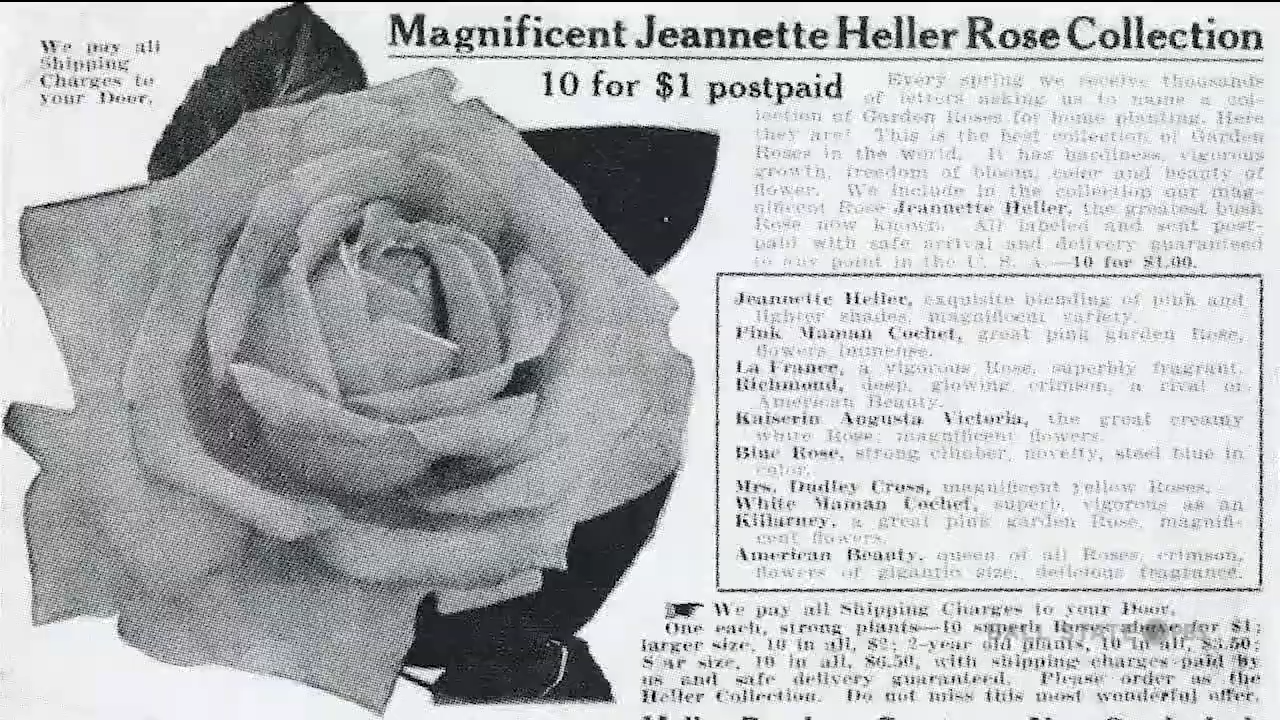 We pay all
Shipping
Charges to
your Door.
Magnificent Jeannette Heller Rose Collection
10 for $1 postpaid
Every spring we receive thousands
of letters asking us to name a col-
lection of Garden Roses for home planting. Here
they are! This is the best collection of Garden
Roses in the world. It has hardiness, vigorous
growth, freedom of bloom, color and beauty of
flower. We include in the collection our mag-
nificent Rose Jeannette Heller, the greatest bush
Rose now known. All labeled and sent post-
paid with safe arrival and delivery guaranteed
to any point in the U. S. A.—10 for $1.00.
Jeannette Heller, exquisite blending of pink and
lighter shades, magnificent variety.
Pink Maman Cochet, great pink garden Rose,
flowers immense.
La France, a vigorous Rose, superbly fragrant.
Richmond, deep, glowing crimson, a rival of
American Beauty.
Kaiserin Augusta Victoria, the great creamy
white Rose; magnificent flowers.
Blue Rose, strong climber, novelty, steel blue in
color.
Mrs. Dudley Cross, magnificent yellow Roses.
White Maman Cochet, superb, vigorous as an
Killarney, a great pink garden Rose, magnifi-
cent flowers.
American Beauty, queen of all Roses, crimson,
flowers of gigantic size, delicious fragrance.
We pay all Shipping Charges to your Door.
One each, strong plants—10 superb Roses above for $1;
larger size, 10 in all, $2; 2-year old plants, 10 in all, $3.50;
Star size, 10 in all, $6.50, with shipping charges by
us and safe delivery guaranteed. Please order as the
Heller Collection. Do not miss this most wonderful offer.